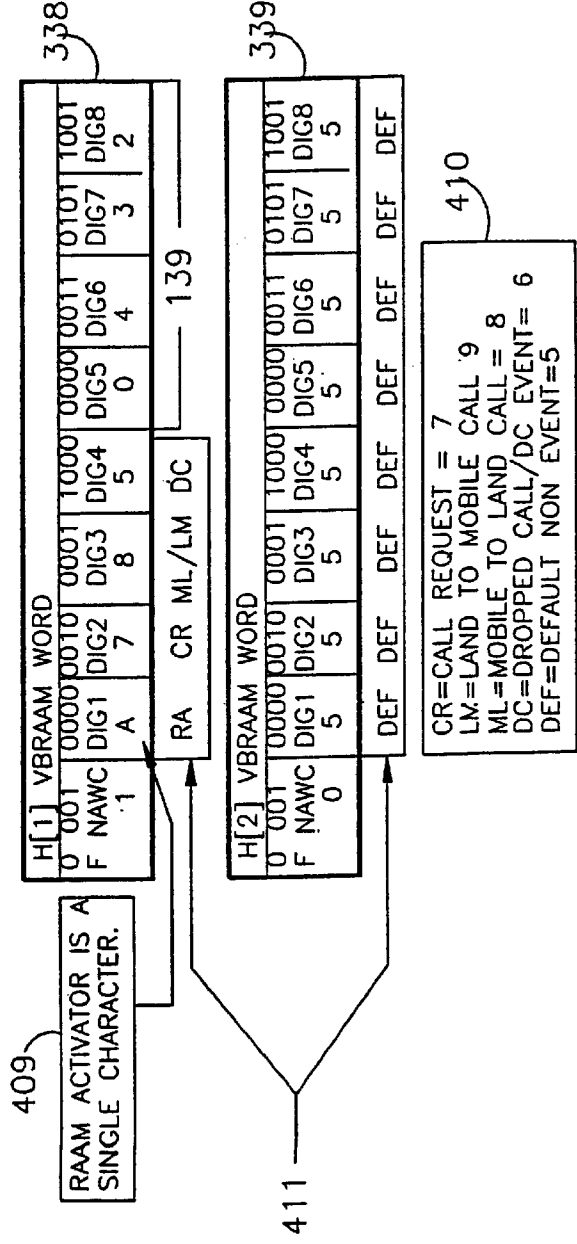 409
RAAM ACTIVATOR IS A
SINGLE CHARACTER.
H[1] VBRAAM WORD
0 001 0000 0010 0001 1000 0000 0011 0101 1001
F NAWC DIG1 DIG2 DIG3 DIG4 DIG5 DIG6 DIG7 DIG8
1 A 7 8 5 0 4 3 2
338
RA CR ML/LM DC
139
H[2] VBRAAM WORD
0 001 0000 0010 0001 1000 0000 0011 0101 1001
F NAWC DIG1 DIG2 DIG3 DIG4 DIG5 DIG6 DIG7 DIG8
0 5 5 5 5 5 5 5 5
339
DEF DEF DEF DEF DEF DEF DEF DEF
411
CR=CALL REQUEST = 7
LM=LAND TO MOBILE CALL 9
ML=MOBILE TO LAND CALL = 8
DC=DROPPED CALL/DC EVENT= 6
DEF=DEFAULT NON EVENT=5
410